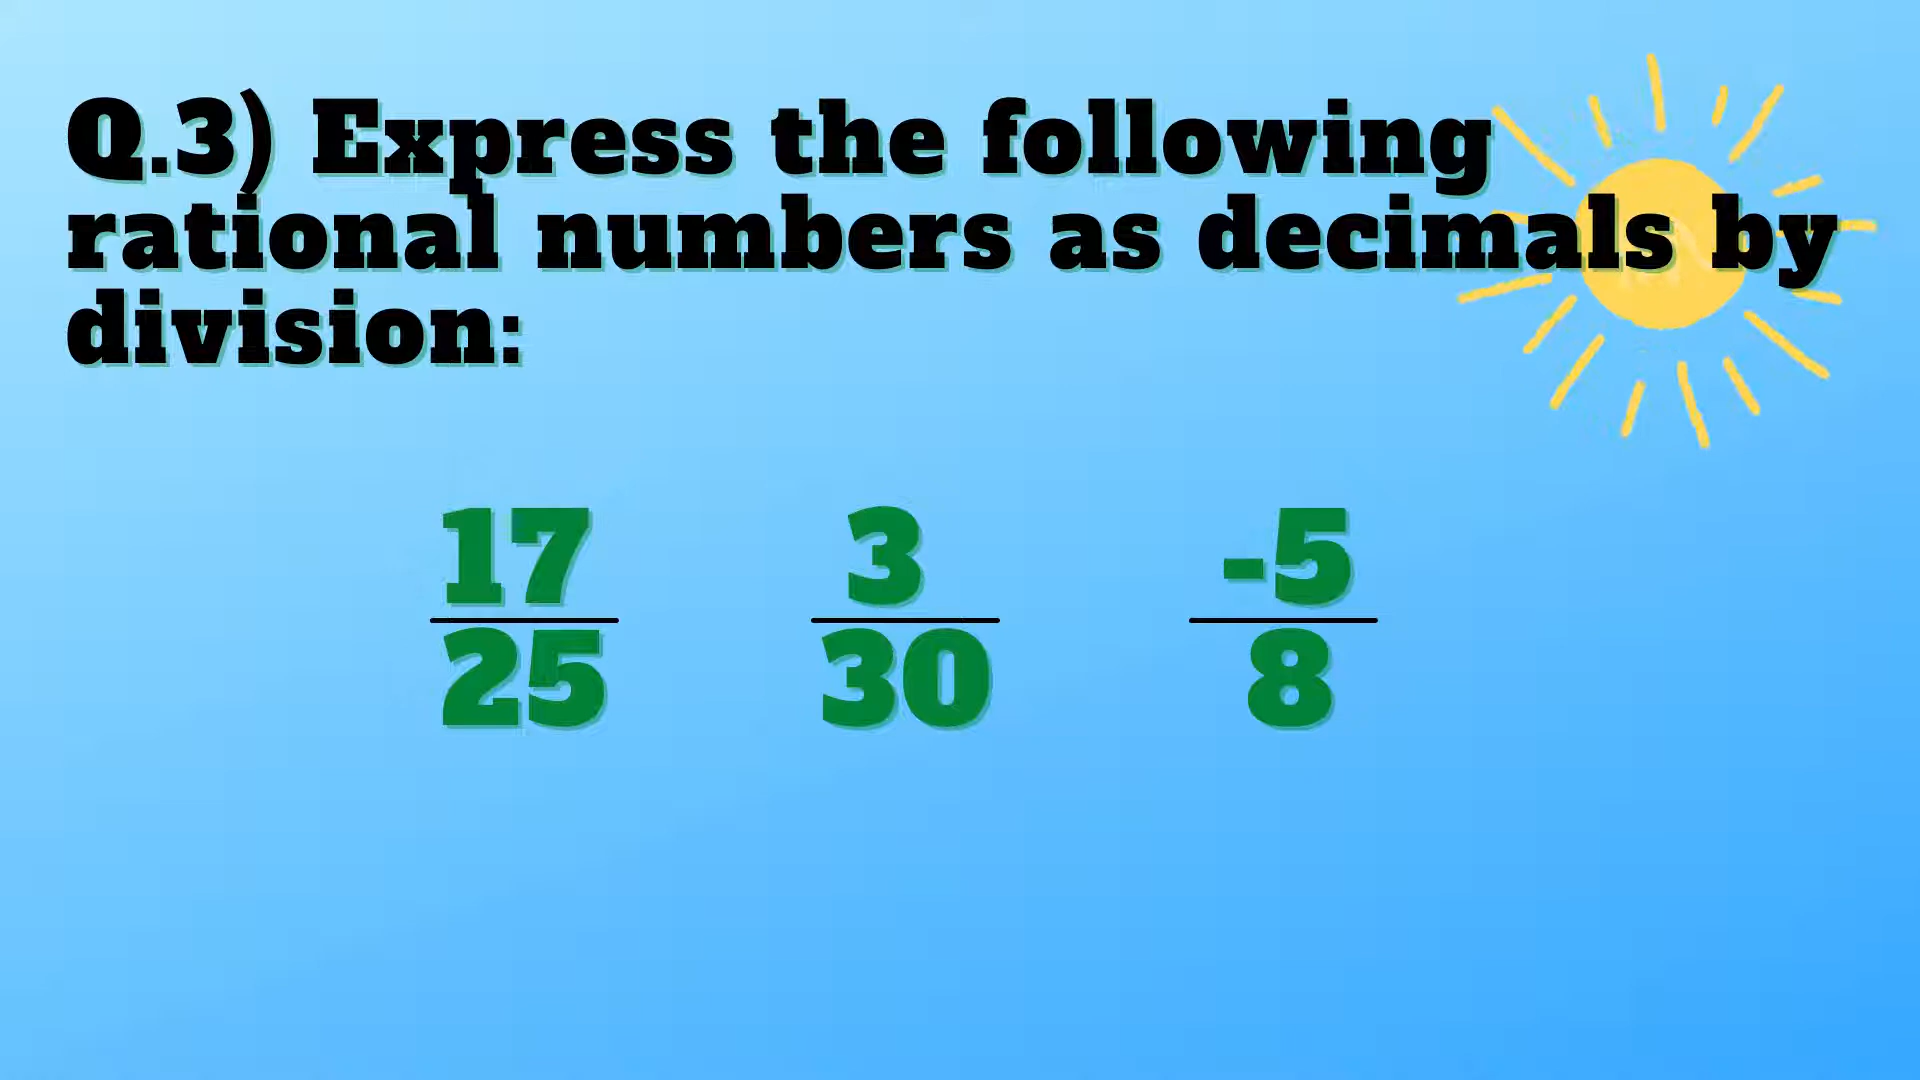 Q.3) Express the following
rational numbers as decimals by
division:
17
25
3
30
-5
8